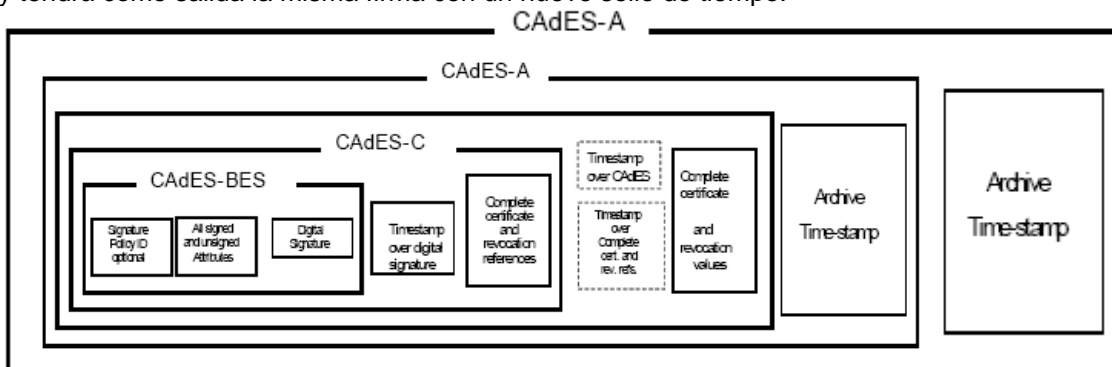 y tendrá como salida la misma firma con un nuevo sello de tiempo.
CAdES-A
CAdES-A
CAdES-C
CAdES-BES
Signature
Policy ID
optional
All signed
and unsigned
Attributes
Digital
Signature
Timestamp
over digital
signature
Complete
certificate
and
revocation
references
Timestamp
over CAdES
Timestamp
over
Complete
cert. and
rev. refs.
Complete
certificate
and
revocation
values
Archive
Time-stamp
Archive
Time-stamp